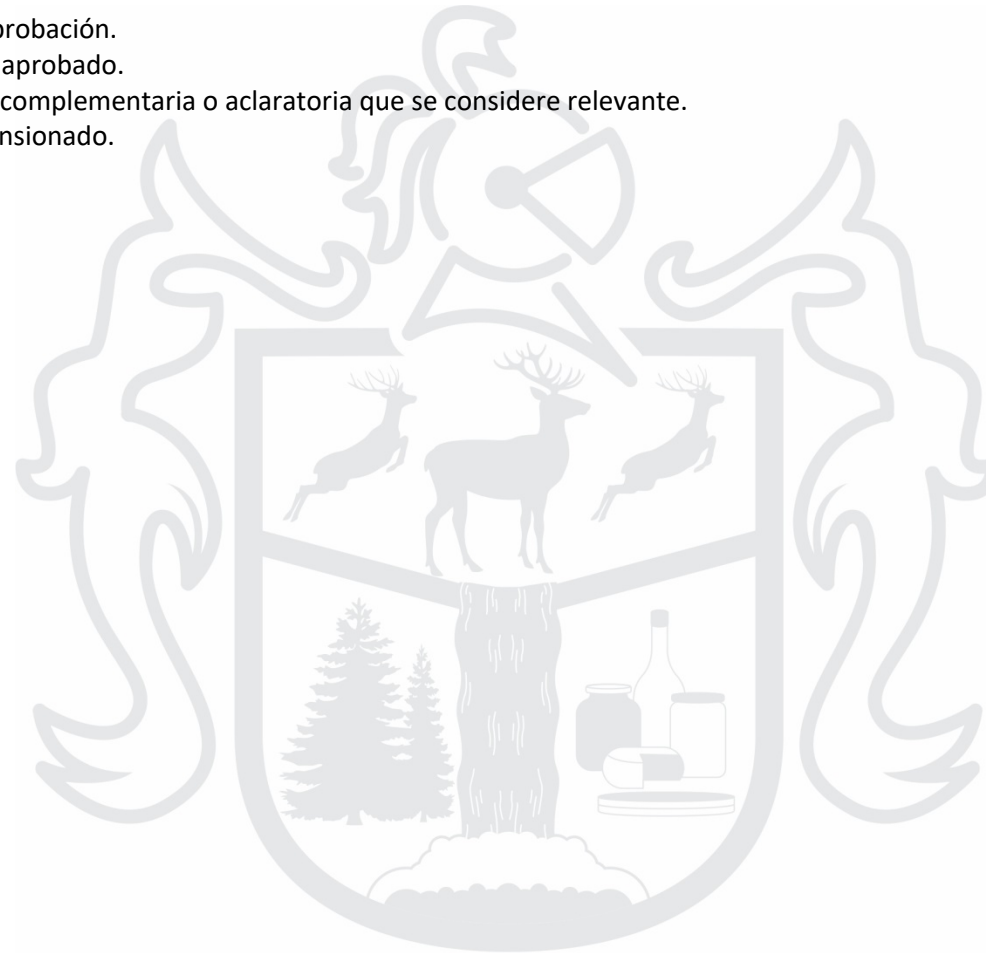 probación.
aprobado.
complementaria o aclaratoria que se considere relevante.
nsionado.